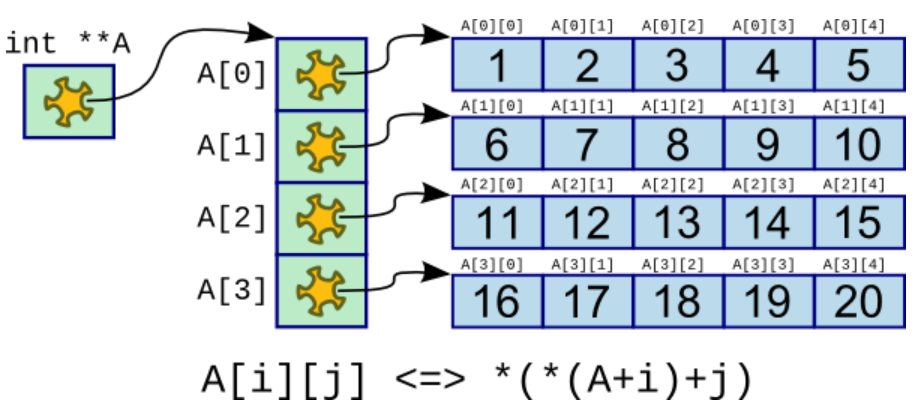 int **A
A[0][0] A[0][1] A[0][2] A[0][3] A[0][4]
A[0] 1 2 3 4 5
A[1][0] A[1][1] A[1][2] A[1][3] A[1][4]
A[1] 6 7 8 9 10
A[2][0] A[2][1] A[2][2] A[2][3] A[2][4]
A[2] 11 12 13 14 15
A[3][0] A[3][1] A[3][2] A[3][3] A[3][4]
A[3] 16 17 18 19 20
A[i][j] <=> *(*(A+i)+j)